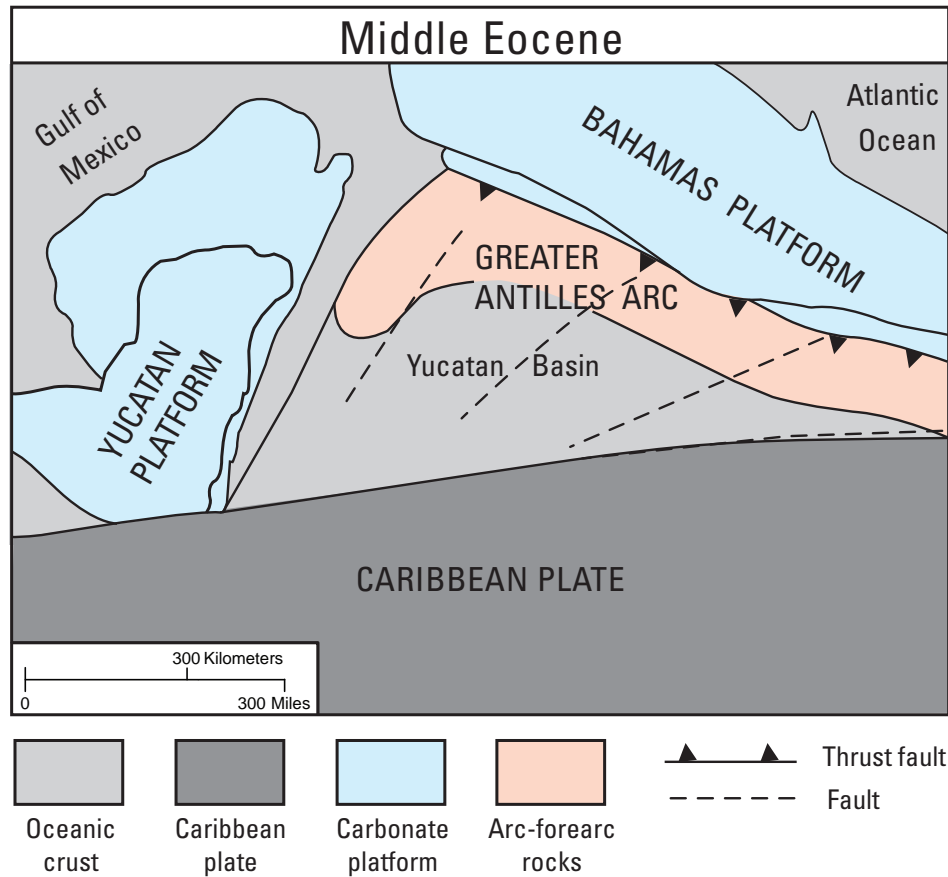 Middle Eocene
Gulf of
Mexico
Atlantic
Ocean
BAHAMAS PLATFORM
GREATER
ANTILLES ARC
Yucatan Basin
YUCATAN
PLATFORM
CARIBBEAN PLATE
300 Kilometers
0
300 Miles
Oceanic
crust
Caribbean
plate
Carbonate
platform
Arc-forearc
rocks
Thrust fault
Fault